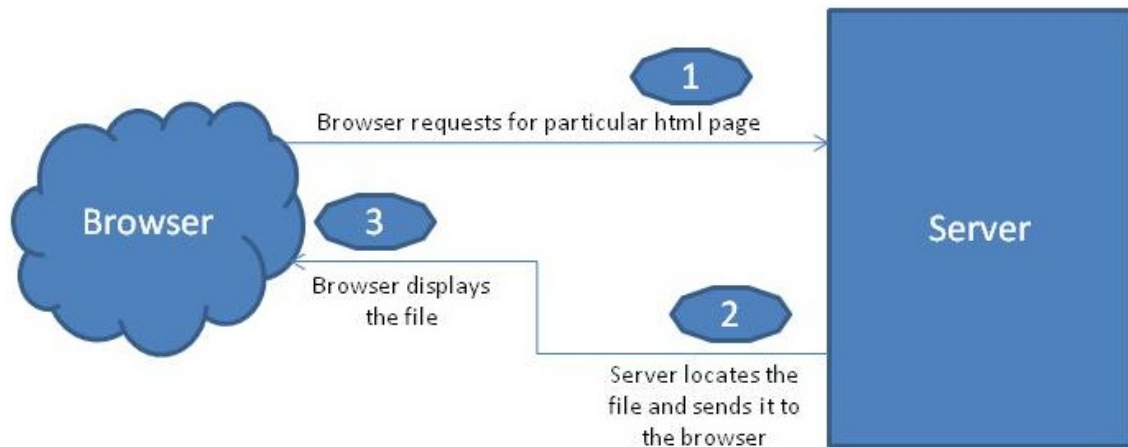 1
Browser requests for particular html page
Browser
3
Server
Browser displays
the file
2
Server locates the
file and sends it to
the browser